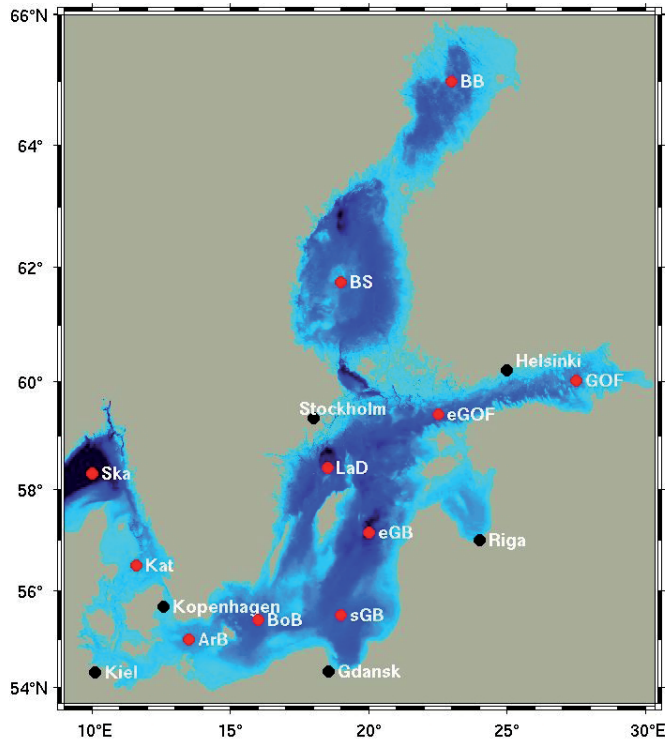 66°N
BB
64°
BS
62°
Helsinki
60°
GOF
Stockholm
eGOF
Ska
LaD
58°
eGB
Riga
Kat
56°
Kopenhagen
BoB
sGB
ArB
Kiel
Gdansk
54°N
10°E 15° 20° 25° 30°E